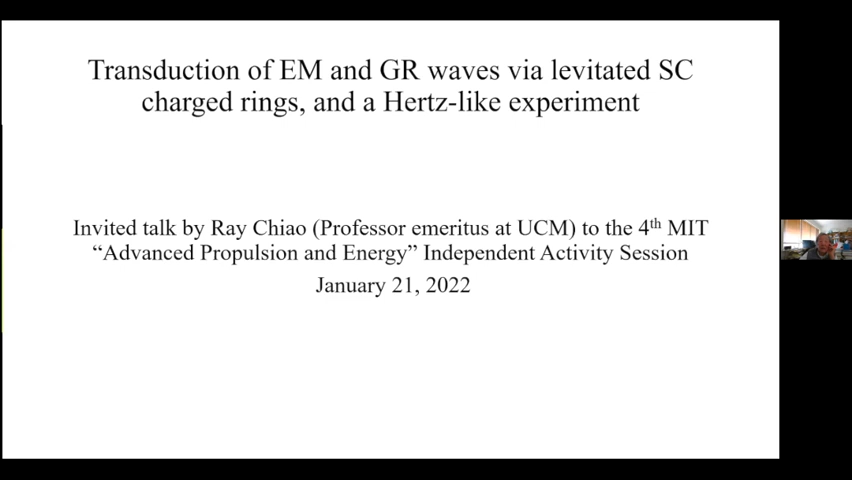 Transduction of EM and GR waves via levitated SC
charged rings, and a Hertz-like experiment
Invited talk by Ray Chiao (Professor emeritus at UCM) to the 4th MIT
“Advanced Propulsion and Energy” Independent Activity Session
January 21, 2022